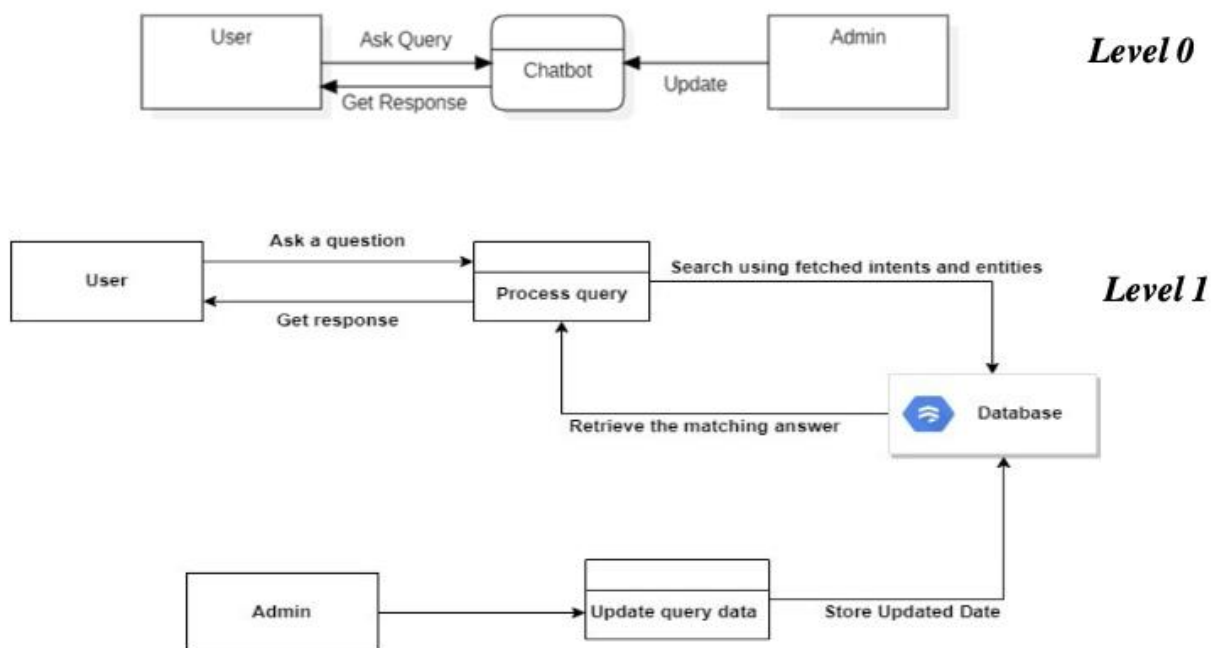 User
Ask Query
Chatbot
Get Response
Update
Admin
Level 0
User
Ask a question
Get response
Process query
Search using fetched intents and entities
Level 1
Database
Retrieve the matching answer
Admin
Update query data
Store Updated Date